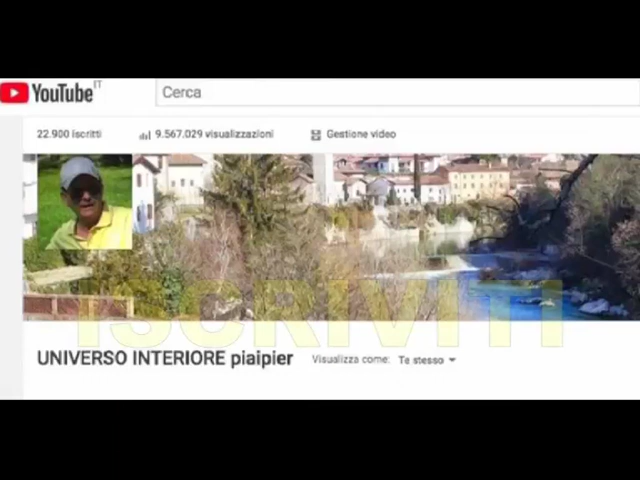 YouTube IT
Cerca
22.900 iscritti 9.567.029 visualizzazioni Gestione video
ISCRIVITI
UNIVERSO INTERIORE piaipier Visualizza come: Te stesso